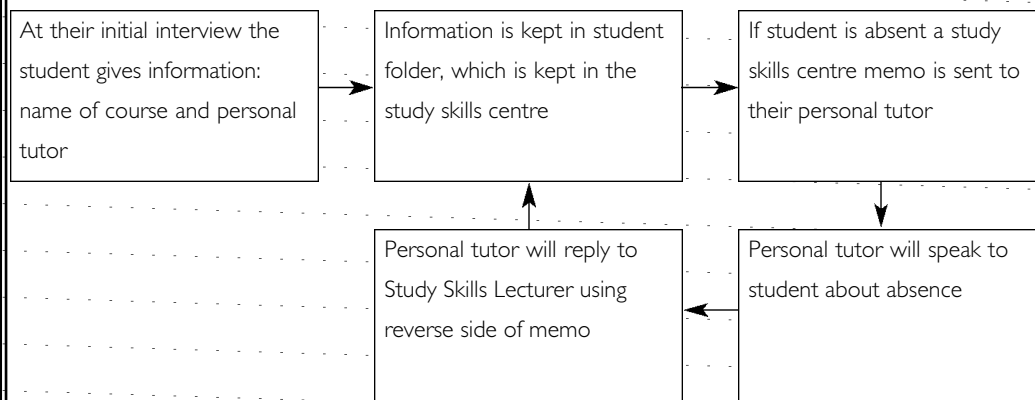 At their initial interview the
student gives information:
name of course and personal
tutor
Information is kept in student
folder, which is kept in the
study skills centre
If student is absent a study
skills centre memo is sent to
their personal tutor
Personal tutor will speak to
student about absence
Personal tutor will reply to
Study Skills Lecturer using
reverse side of memo